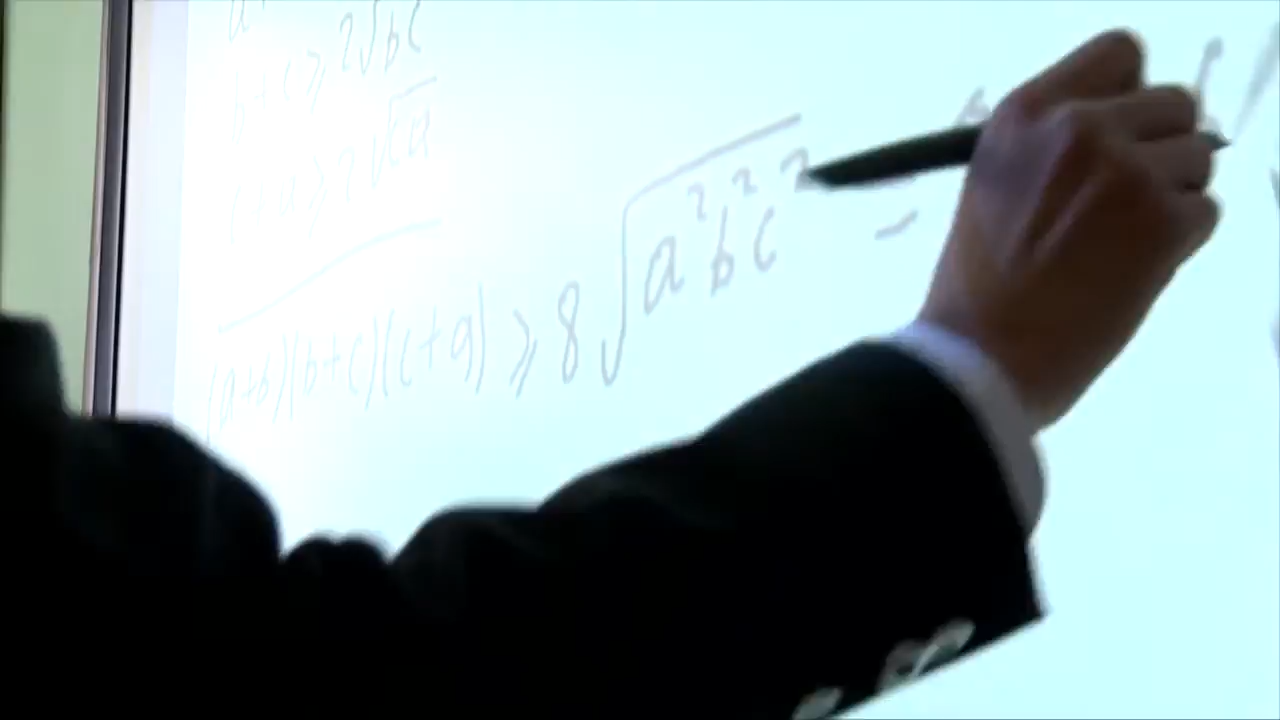 b+c⩾2√bc
c+a⩾2√ca
(a+b)(b+c)(c+a)⩾8√a²b²c² =